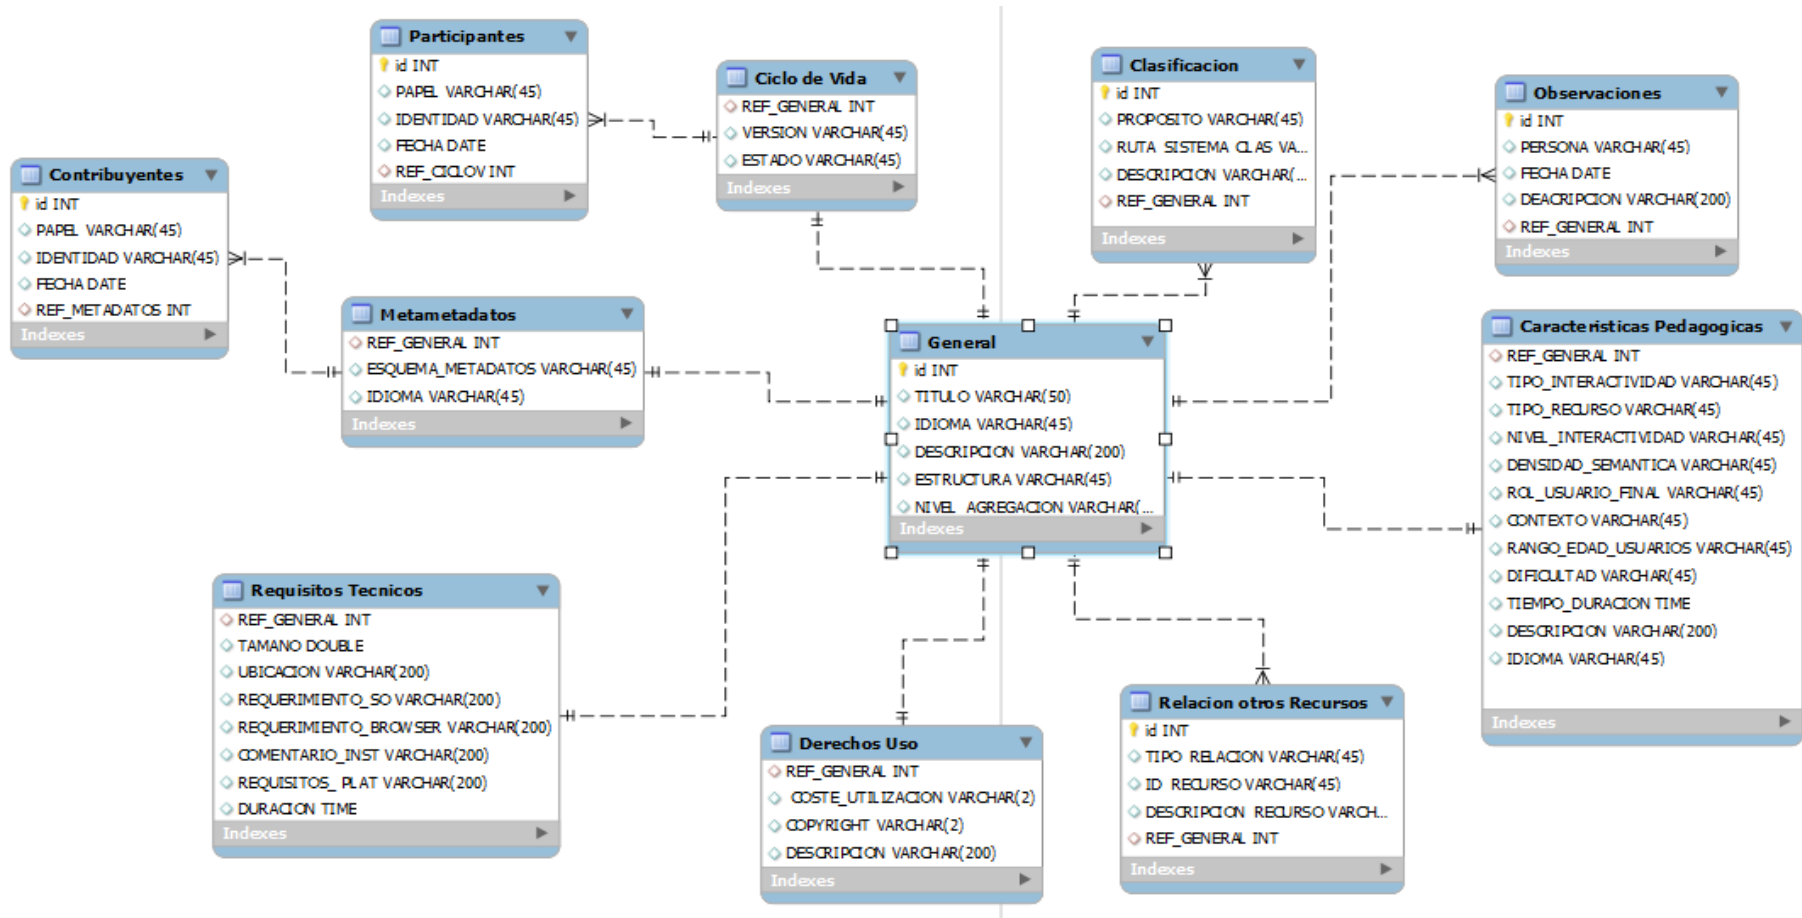 Participantes
id INT
PAPEL VARCHAR(45)
IDENTIDAD VARCHAR(45)
FECHA DATE
REF_CICLOV INT
Indexes
Ciclo de Vida
REF_GENERAL INT
VERSION VARCHAR(45)
ESTADO VARCHAR(45)
Indexes
Clasificacion
id INT
PROPOSITO VARCHAR(45)
RUTA SISTEMA CLAS VA...
DESCRIPCION VARCHAR(...
REF_GENERAL INT
Indexes
Observaciones
id INT
PERSONA VARCHAR(45)
FECHA DATE
DEACRIPCION VARCHAR(200)
REF_GENERAL INT
Indexes
Contribuyentes
id INT
PAPEL VARCHAR(45)
IDENTIDAD VARCHAR(45)
FECHA DATE
REF_METADATOS INT
Indexes
Metametadatos
REF_GENERAL INT
ESQUEMA_METADATOS VARCHAR(45)
IDIOMA VARCHAR(45)
Indexes
General
id INT
TITULO VARCHAR(50)
IDIOMA VARCHAR(45)
DESCRIPCION VARCHAR(200)
ESTRUCTURA VARCHAR(45)
NIVEL AGREGACION VARCHAR(...
Indexes
Caracteristicas Pedagogicas
REF_GENERAL INT
TIPO_INTERACTIVIDAD VARCHAR(45)
TIPO_RECURSO VARCHAR(45)
NIVEL_INTERACTIVIDAD VARCHAR(45)
DENSIDAD_SEMANTICA VARCHAR(45)
ROL_USUARIO_FINAL VARCHAR(45)
CONTEXTO VARCHAR(45)
RANGO_EDAD_USUARIOS VARCHAR(45)
DIFICULTAD VARCHAR(45)
TIEMPO_DURACION TIME
DESCRIPCION VARCHAR(200)
IDIOMA VARCHAR(45)
Indexes
Requisitos Tecnicos
REF_GENERAL INT
TAMANO DOUBLE
UBICACION VARCHAR(200)
REQUERIMIENTO_SO VARCHAR(200)
REQUERIMIENTO_BROWSER VARCHAR(200)
COMENTARIO_INST VARCHAR(200)
REQUISITOS_ PLAT VARCHAR(200)
DURACION TIME
Indexes
Derechos Uso
REF_GENERAL INT
COSTE_UTILIZACION VARCHAR(2)
COPYRIGHT VARCHAR(2)
DESCRIPCION VARCHAR(200)
Indexes
Relacion otros Recursos
id INT
TIPO RELACION VARCHAR(45)
ID RECURSO VARCHAR(45)
DESCRIPCION RECURSO VARCH...
REF_GENERAL INT
Indexes